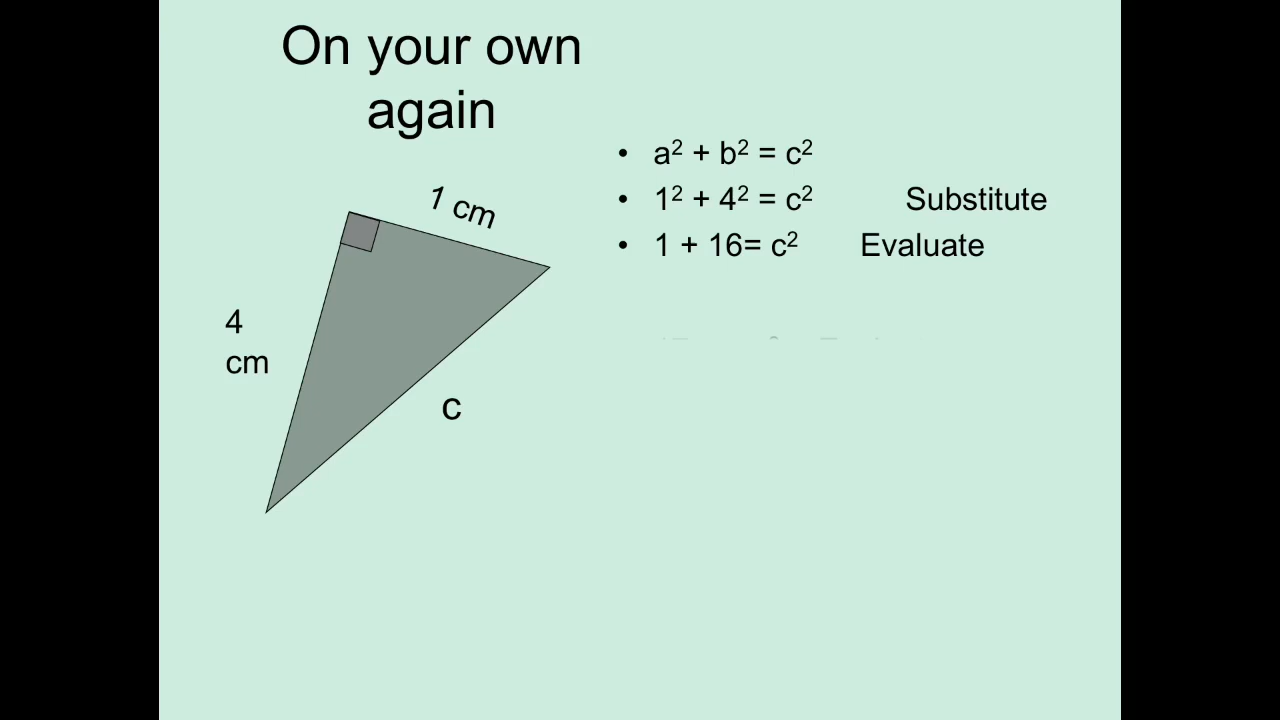 On your own
again
• a² + b² = c²
• 1² + 4² = c² Substitute
• 1 + 16= c² Evaluate
1 cm
4
cm
c